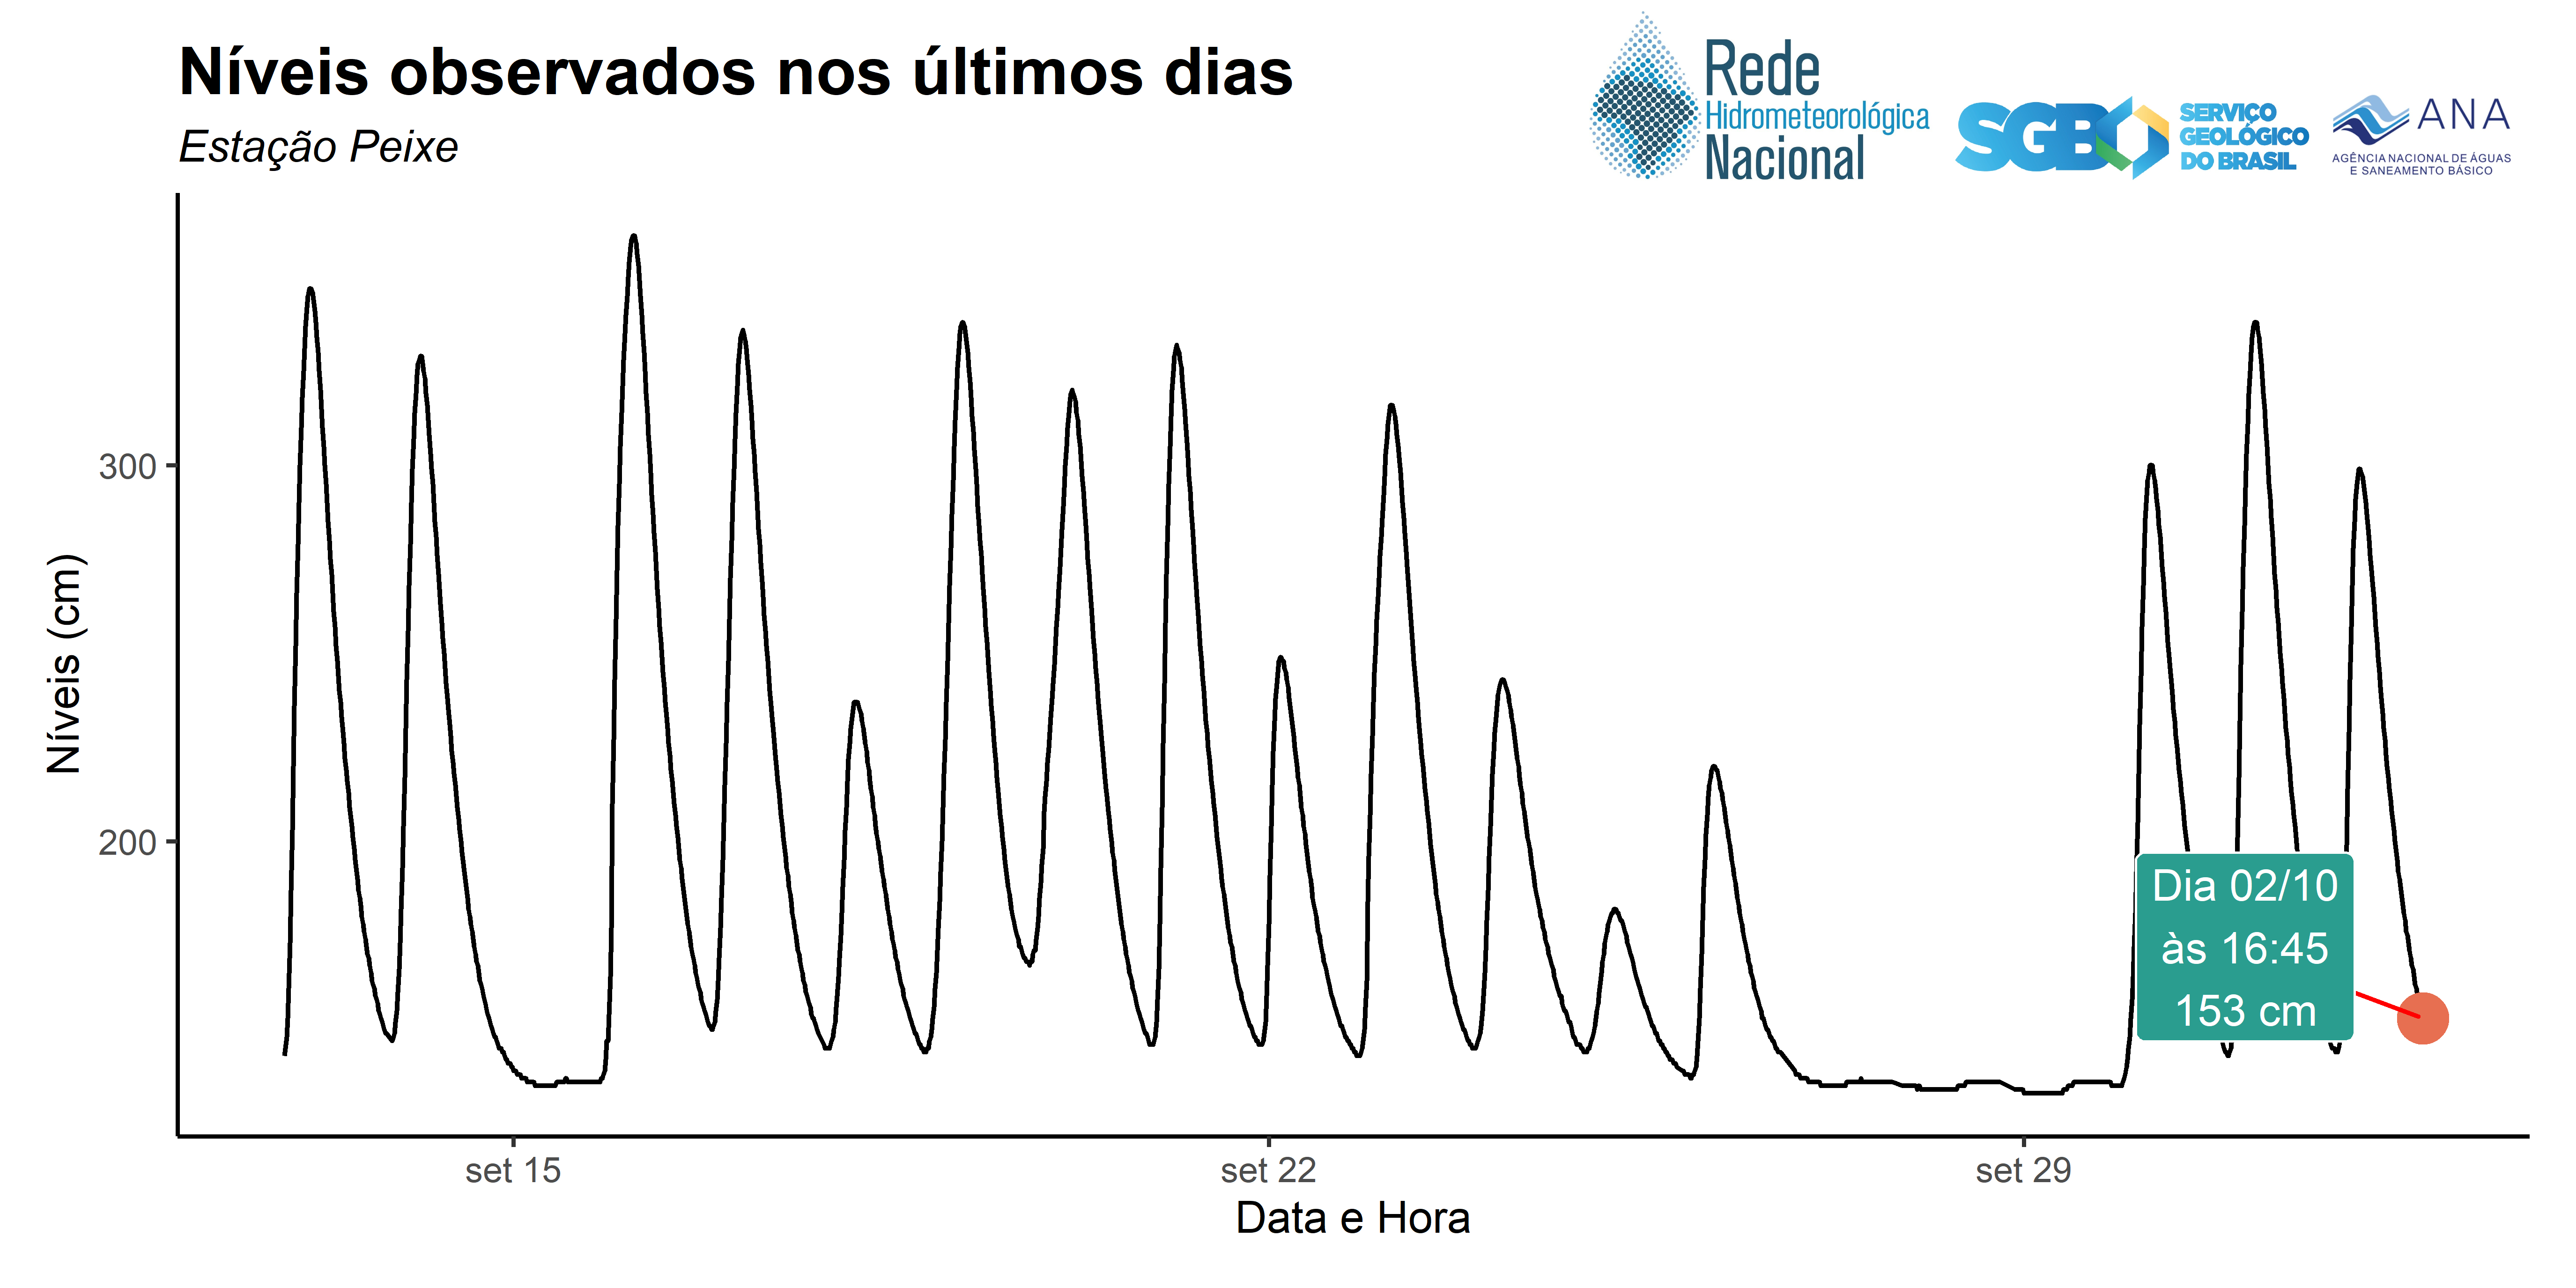 Níveis observados nos últimos dias
Estação Peixe
Rede
Hidrometeorológica
Nacional
SGB
SERVIÇO
GEOLÓGICO
DO BRASIL
ANA
AGÊNCIA NACIONAL DE ÁGUAS
E SANEAMENTO BÁSICO
Níveis (cm)
300
200
Dia 02/10
às 16:45
153 cm
set 15
set 22
set 29
Data e Hora